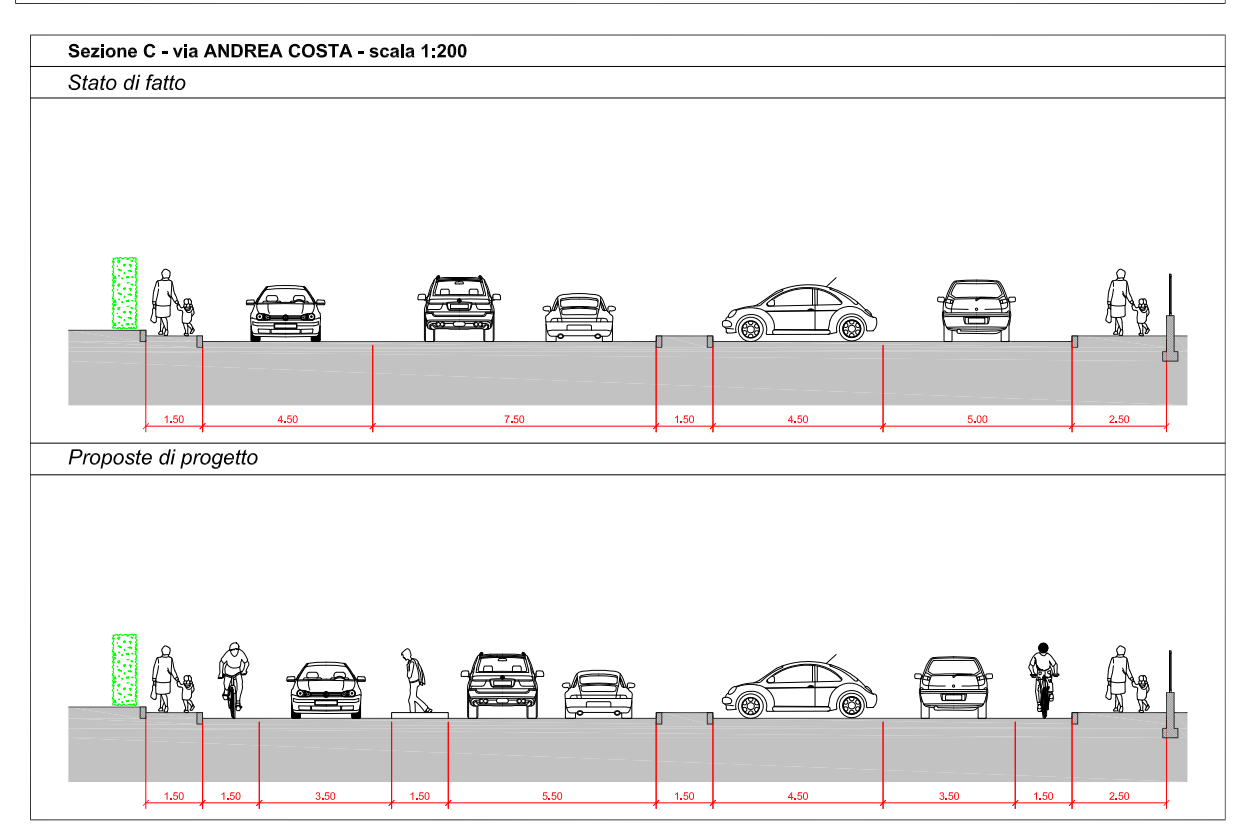 Sezione C - via ANDREA COSTA - scala 1:200
Stato di fatto
1.50 4.50 7.50 1.50 4.50 5.00 2.50
Proposte di progetto
1.50 1.50 3.50 1.50 5.50 1.50 4.50 3.50 1.50 2.50